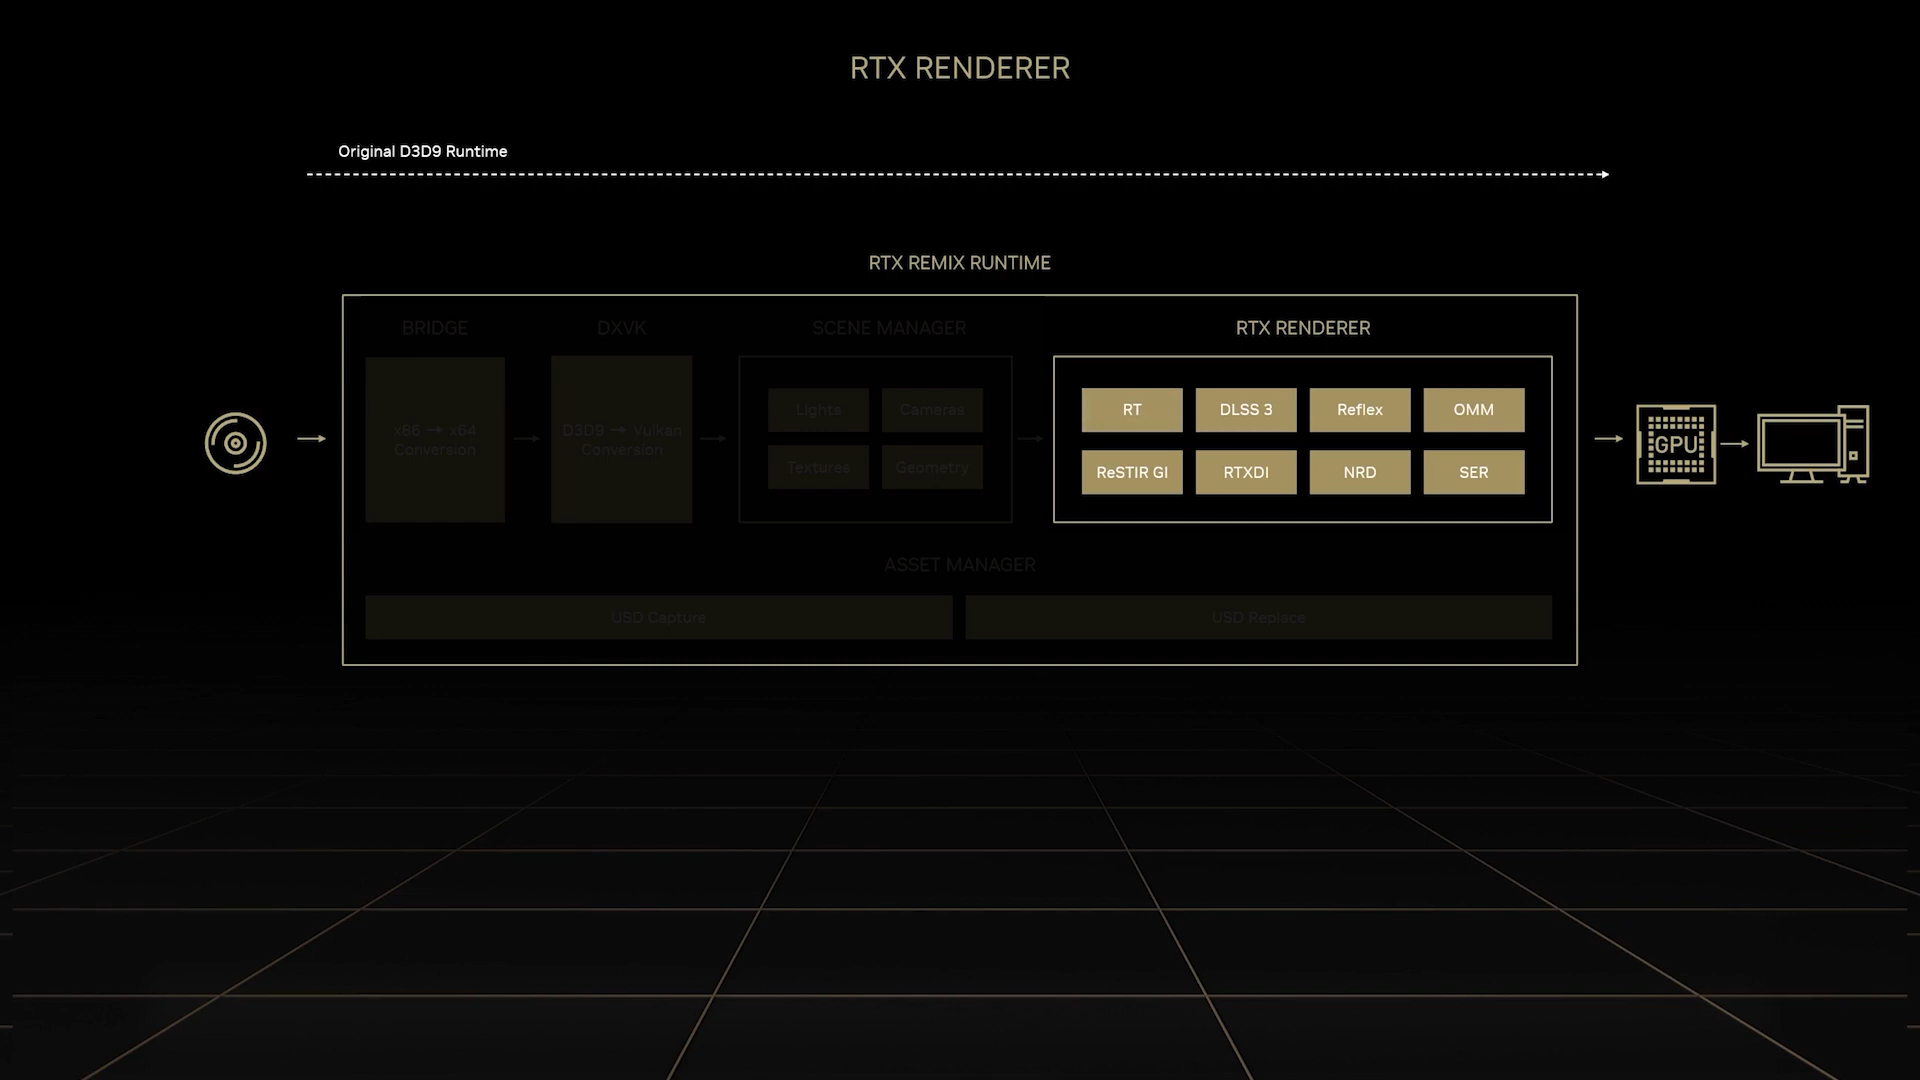 RTX RENDERER
Original D3D9 Runtime
RTX REMIX RUNTIME
BRIDGE
DXVK
SCENE MANAGER
RTX RENDERER
x86 → x64
Conversion
D3D9 → Vulkan
Conversion
Lights
Cameras
Textures
Geometry
RT
DLSS 3
Reflex
OMM
ReSTIR GI
RTXDI
NRD
SER
GPU
ASSET MANAGER
USD Capture
USD Replace